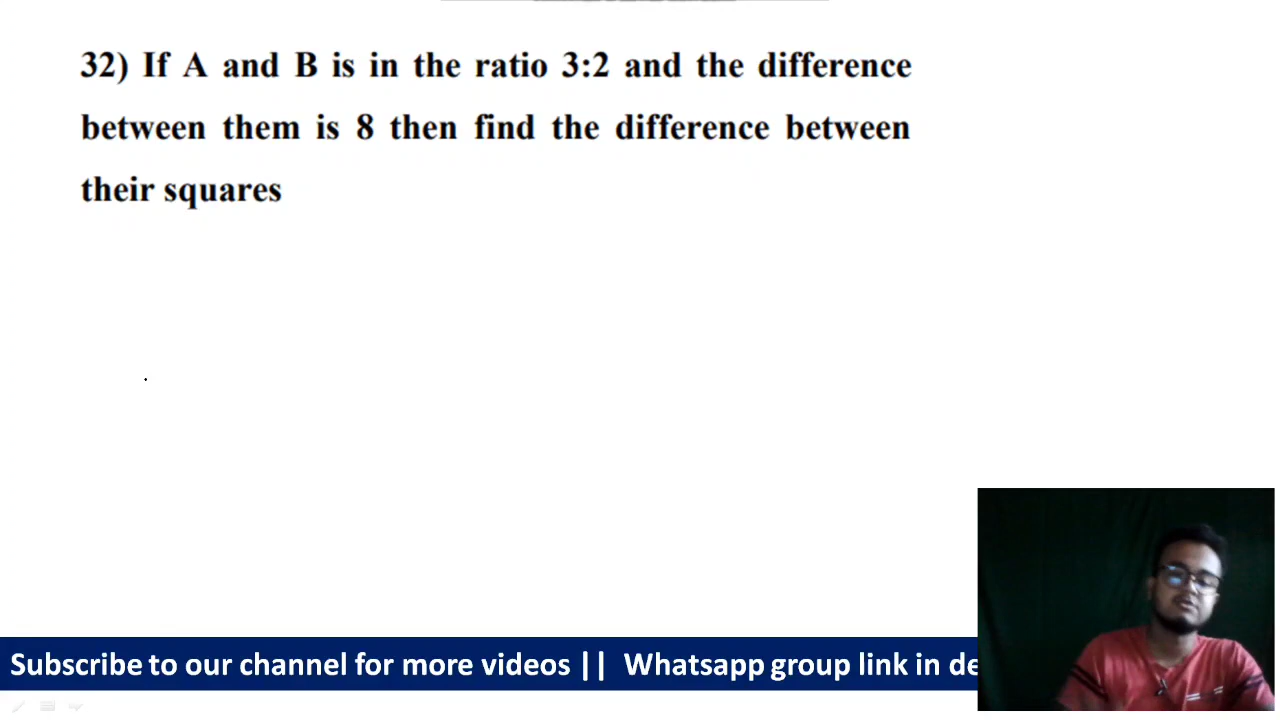 32) If A and B is in the ratio 3:2 and the difference
between them is 8 then find the difference between
their squares
Subscribe to our channel for more videos || Whatsapp group link in de